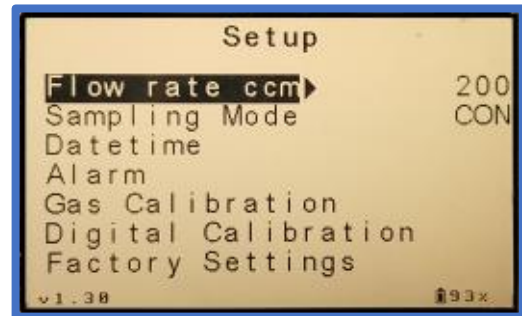 Setup
Flow rate ccm 200
Sampling Mode CON
Datetime
Alarm
Gas Calibration
Digital Calibration
Factory Settings
v1.30 93%